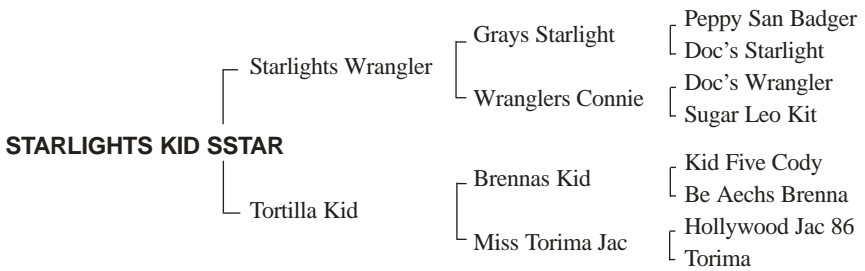 Peppy San Badger
Grays Starlight
Doc's Starlight
Starlights Wrangler
Doc's Wrangler
Wranglers Connie
Sugar Leo Kit
STARLIGHTS KID SSTAR
Kid Five Cody
Brennas Kid
Be Aechs Brenna
Tortilla Kid
Hollywood Jac 86
Miss Torima Jac
Torima